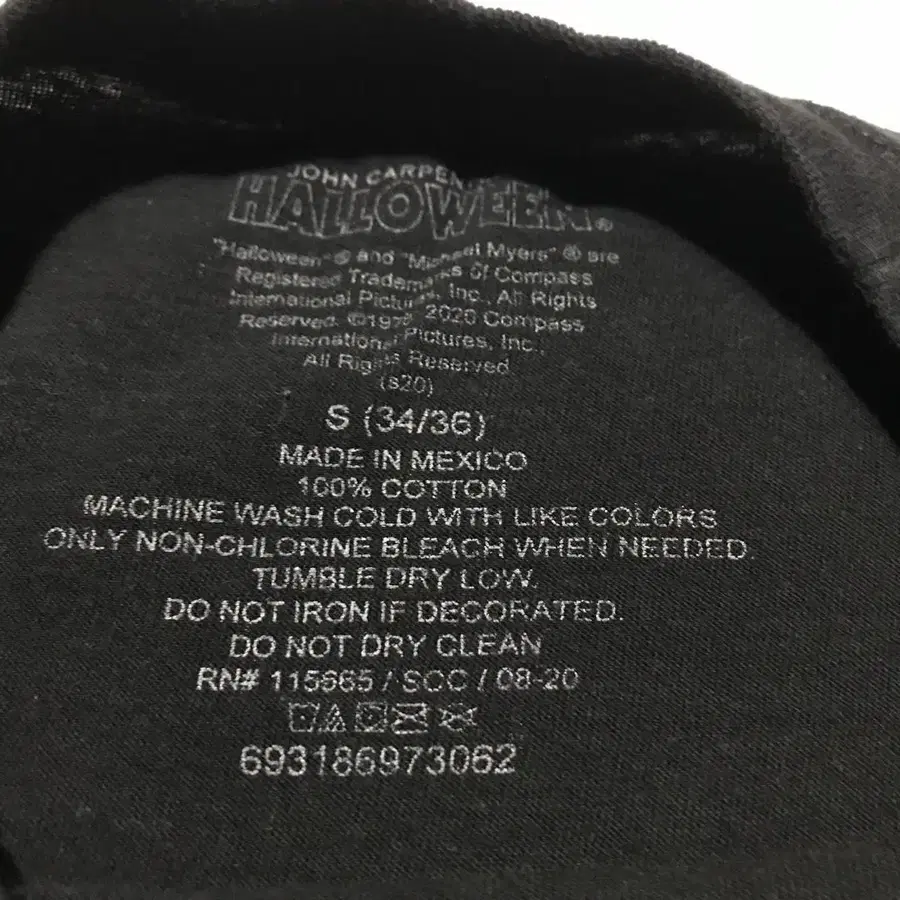 JOHN CARPEN
HALLOWEEN®
"Halloween" ® and "Michael Myers" ® are
Registered Trademarks of Compass
International Pictures, Inc., All Rights
Reserved. ©1978, 2020 Compass
International Pictures, Inc.,
All Rights Reserved.
(s20)
S (34/36)
MADE IN MEXICO
100% COTTON
MACHINE WASH COLD WITH LIKE COLORS
ONLY NON-CHLORINE BLEACH WHEN NEEDED.
TUMBLE DRY LOW.
DO NOT IRON IF DECORATED.
DO NOT DRY CLEAN
RN# 115665 / SCC / 08-20
693186973062